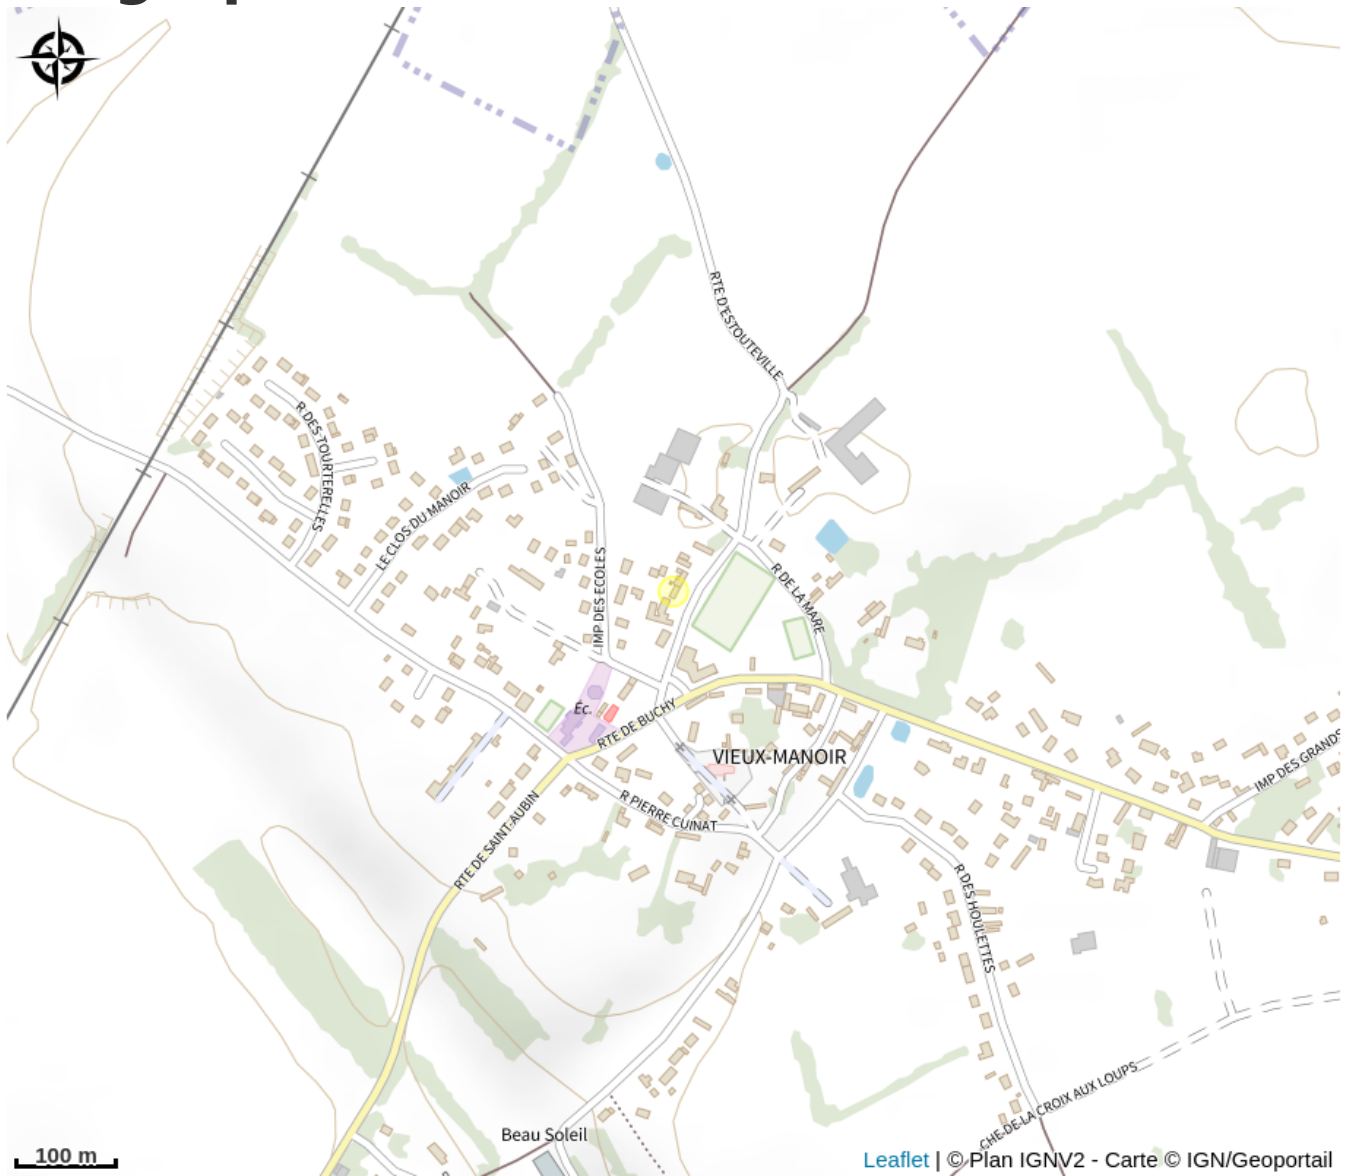 RTE D'ESTOUTEVILLE
R DES TOURTERELLES
LE CLOS DU MANOIR
IMP DES ECOLES
R DE LA MARE
Éc.
RTE DE BUCHY
VIEUX-MANOIR
IMP DES GRANDS
R PIERRE CUINAT
RTE DE SAINT-AUBIN
R DES HOULETTES
CHE DE LA CROIX AUX LOUPS
Beau Soleil
100 m
Leaflet | © Plan IGNV2 - Carte © IGN/Geoportail